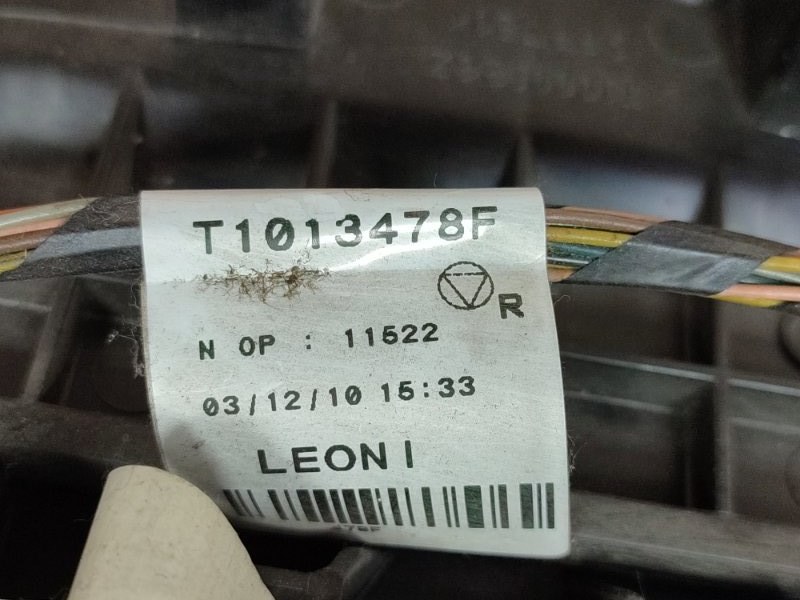 T1013478F
R
N OP : 11522
03/12/10 15:33
LEONI